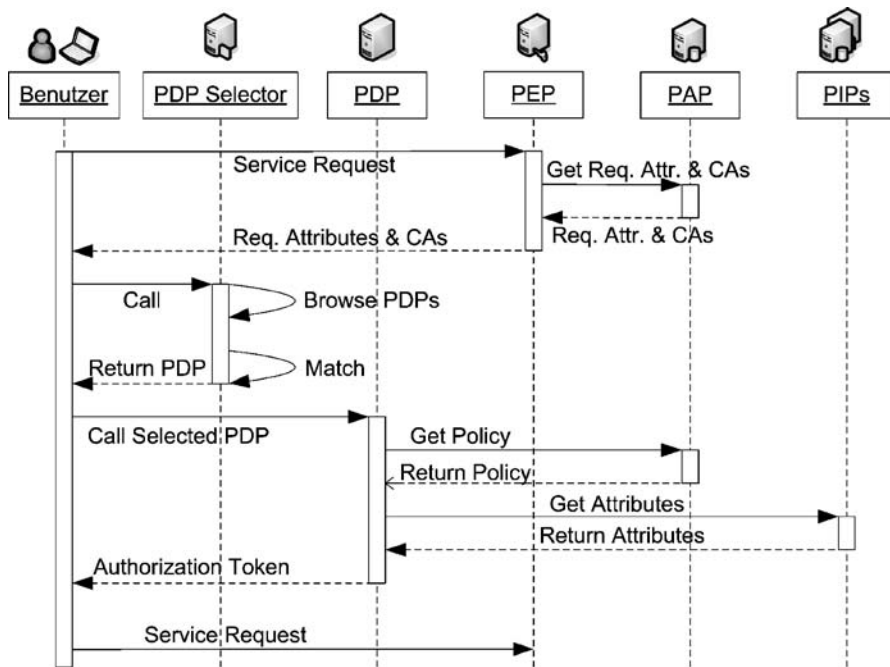 Benutzer
PDP Selector
PDP
PEP
PAP
PIPs
Service Request
Get Req. Attr. & CAs
Req. Attributes & CAs
Req. Attr. & CAs
Call
Browse PDPs
Return PDP
Match
Call Selected PDP
Get Policy
Return Policy
Get Attributes
Return Attributes
Authorization Token
Service Request